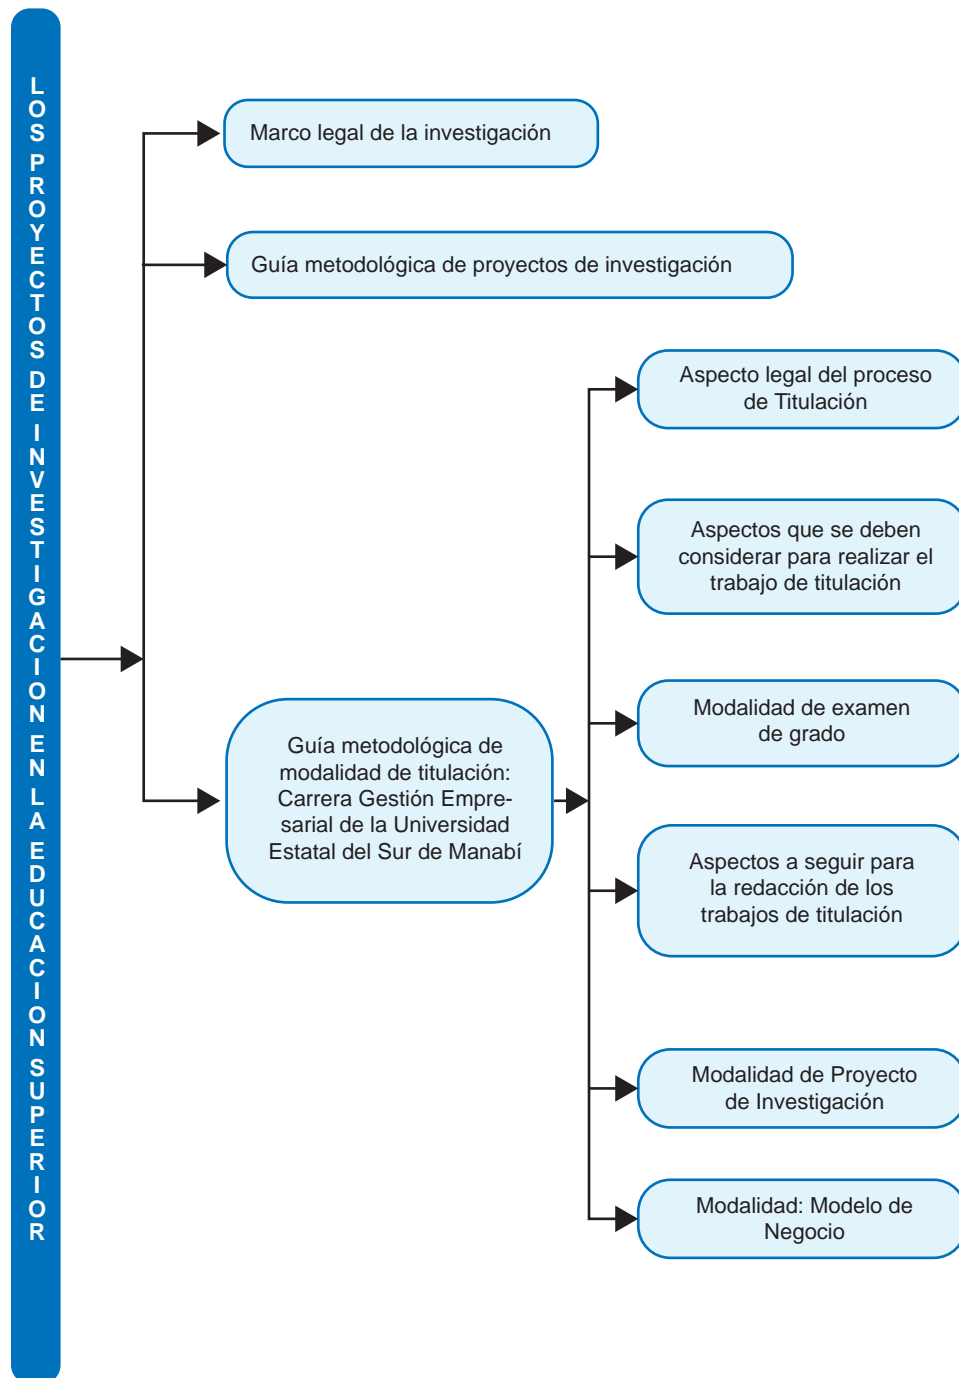 LOS PROYECTOS DE INVESTIGACION EN LA EDUCACION SUPERIOR
Marco legal de la investigación
Guía metodológica de proyectos de investigación
Guía metodológica de
modalidad de titulación:
Carrera Gestión Empre-
sarial de la Universidad
Estatal del Sur de Manabí
Aspecto legal del proceso
de Titulación
Aspectos que se deben
considerar para realizar el
trabajo de titulación
Modalidad de examen
de grado
Aspectos a seguir para
la redacción de los
trabajos de titulación
Modalidad de Proyecto
de Investigación
Modalidad: Modelo de
Negocio